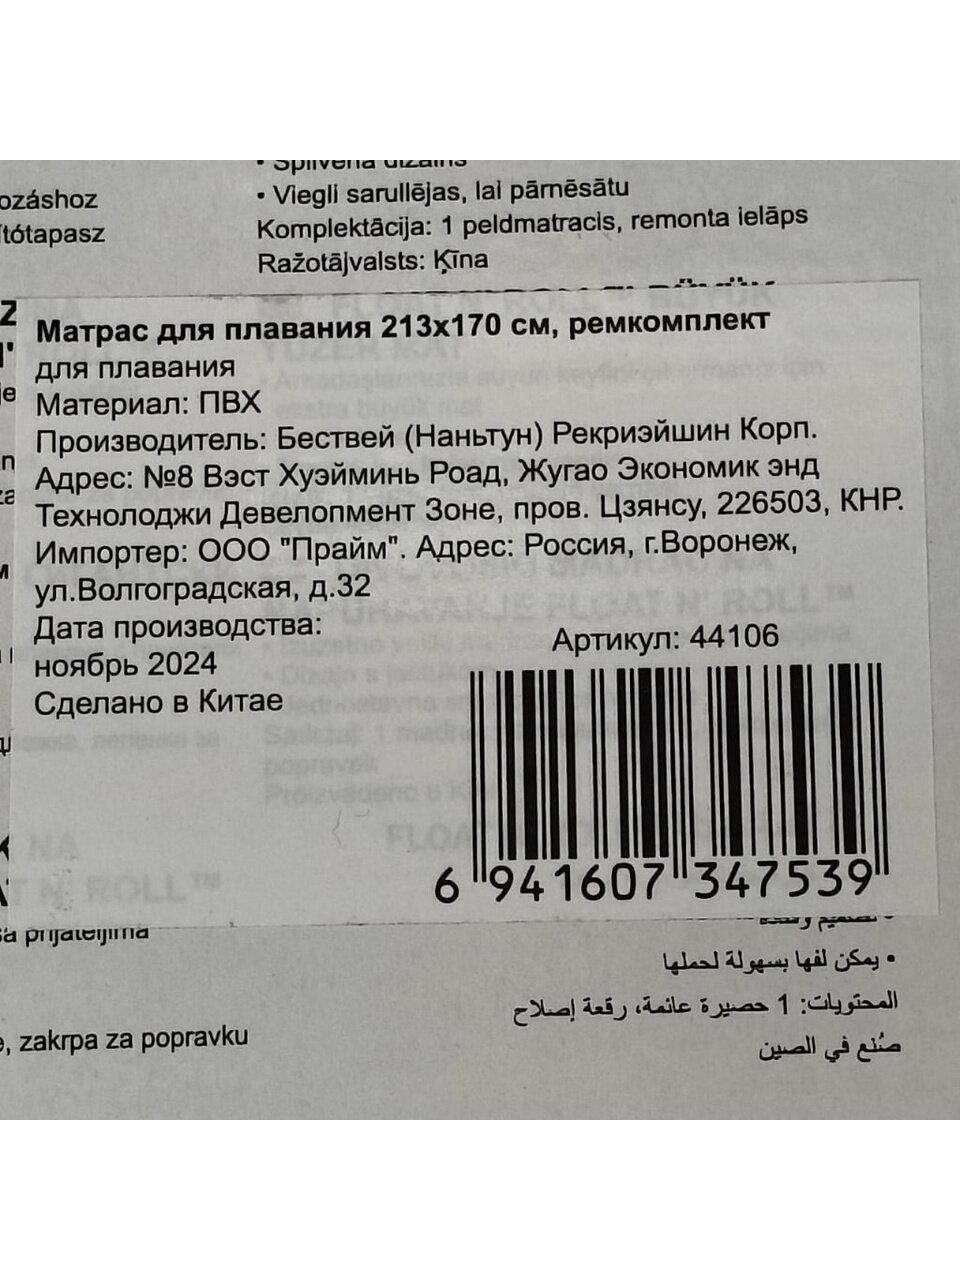 ozáshoz
ítótapasz
• Viegli sarullējas, lai pārnēsātu
Komplektācija: 1 peldmatracis, remonta ielāps
Ražotājvalsts: Ķīna
Матрас для плавания 213х170 см, ремкомплект
для плавания
Материал: ПВХ
Производитель: Бествей (Наньтун) Рекриэйшин Корп.
Адрес: №8 Вэст Хуэйминь Роад, Жугао Экономик энд
Технолоджи Девелопмент Зоне, пров. Цзянсу, 226503, КНР.
Импортер: ООО "Прайм". Адрес: Россия, г.Воронеж,
ул.Волгоградская, д.32
Дата производства:
ноябрь 2024
Сделано в Китае
Артикул: 44106
6 941607 347539
sa prijateljima
e, zakrpa za popravku
• يمكن لفها بسهولة لحملها
المحتويات: 1 حصيرة عائمة، رقعة إصلاح
صُنع في الصين